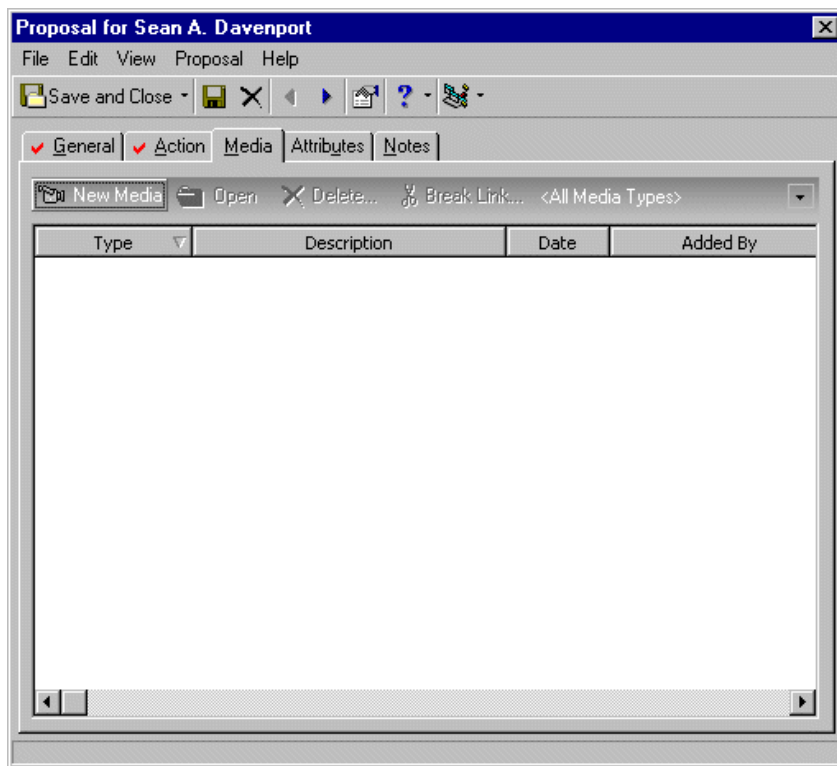 Proposal for Sean A. Davenport
File Edit View Proposal Help
Save and Close ?
General Action Media Attributes Notes
New Media Open Delete... Break Link... <All Media Types>
Type Description Date Added By